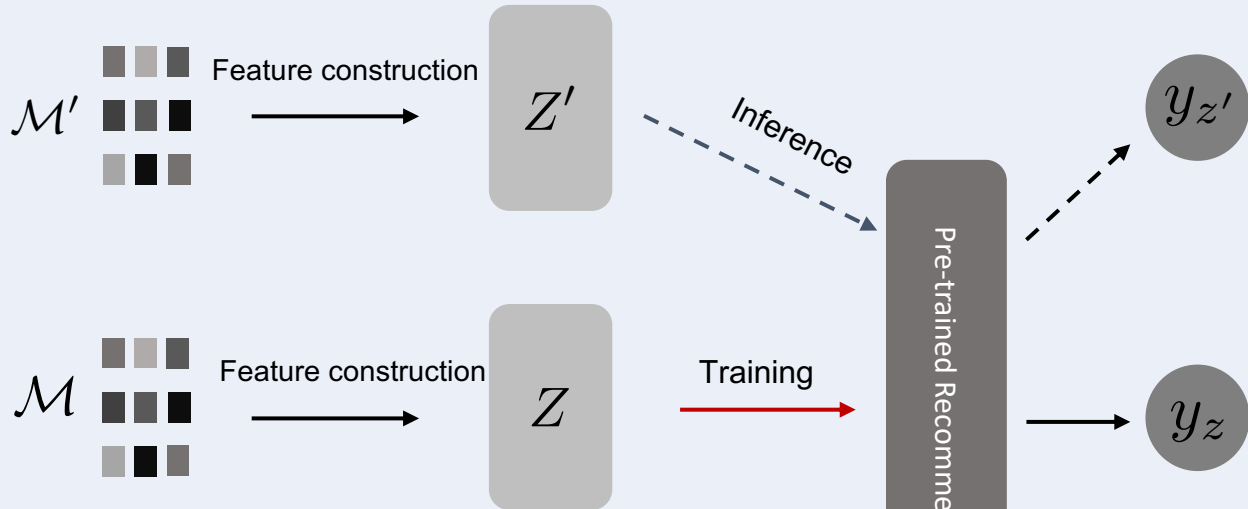 Feature construction
ℳ′
Z′
Inference
y_{z′}
Feature construction
ℳ
Z
Training
Pre-trained Recomme
y_z